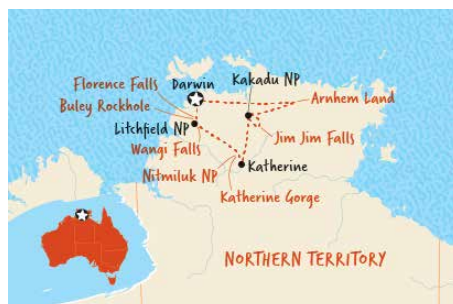 Florence Falls
Darwin
Kakadu NP
Buley Rockhole
Arnhem Land
Litchfield NP
Jim Jim Falls
Wangi Falls
Katherine
Nitmiluk NP
Katherine Gorge
NORTHERN TERRITORY